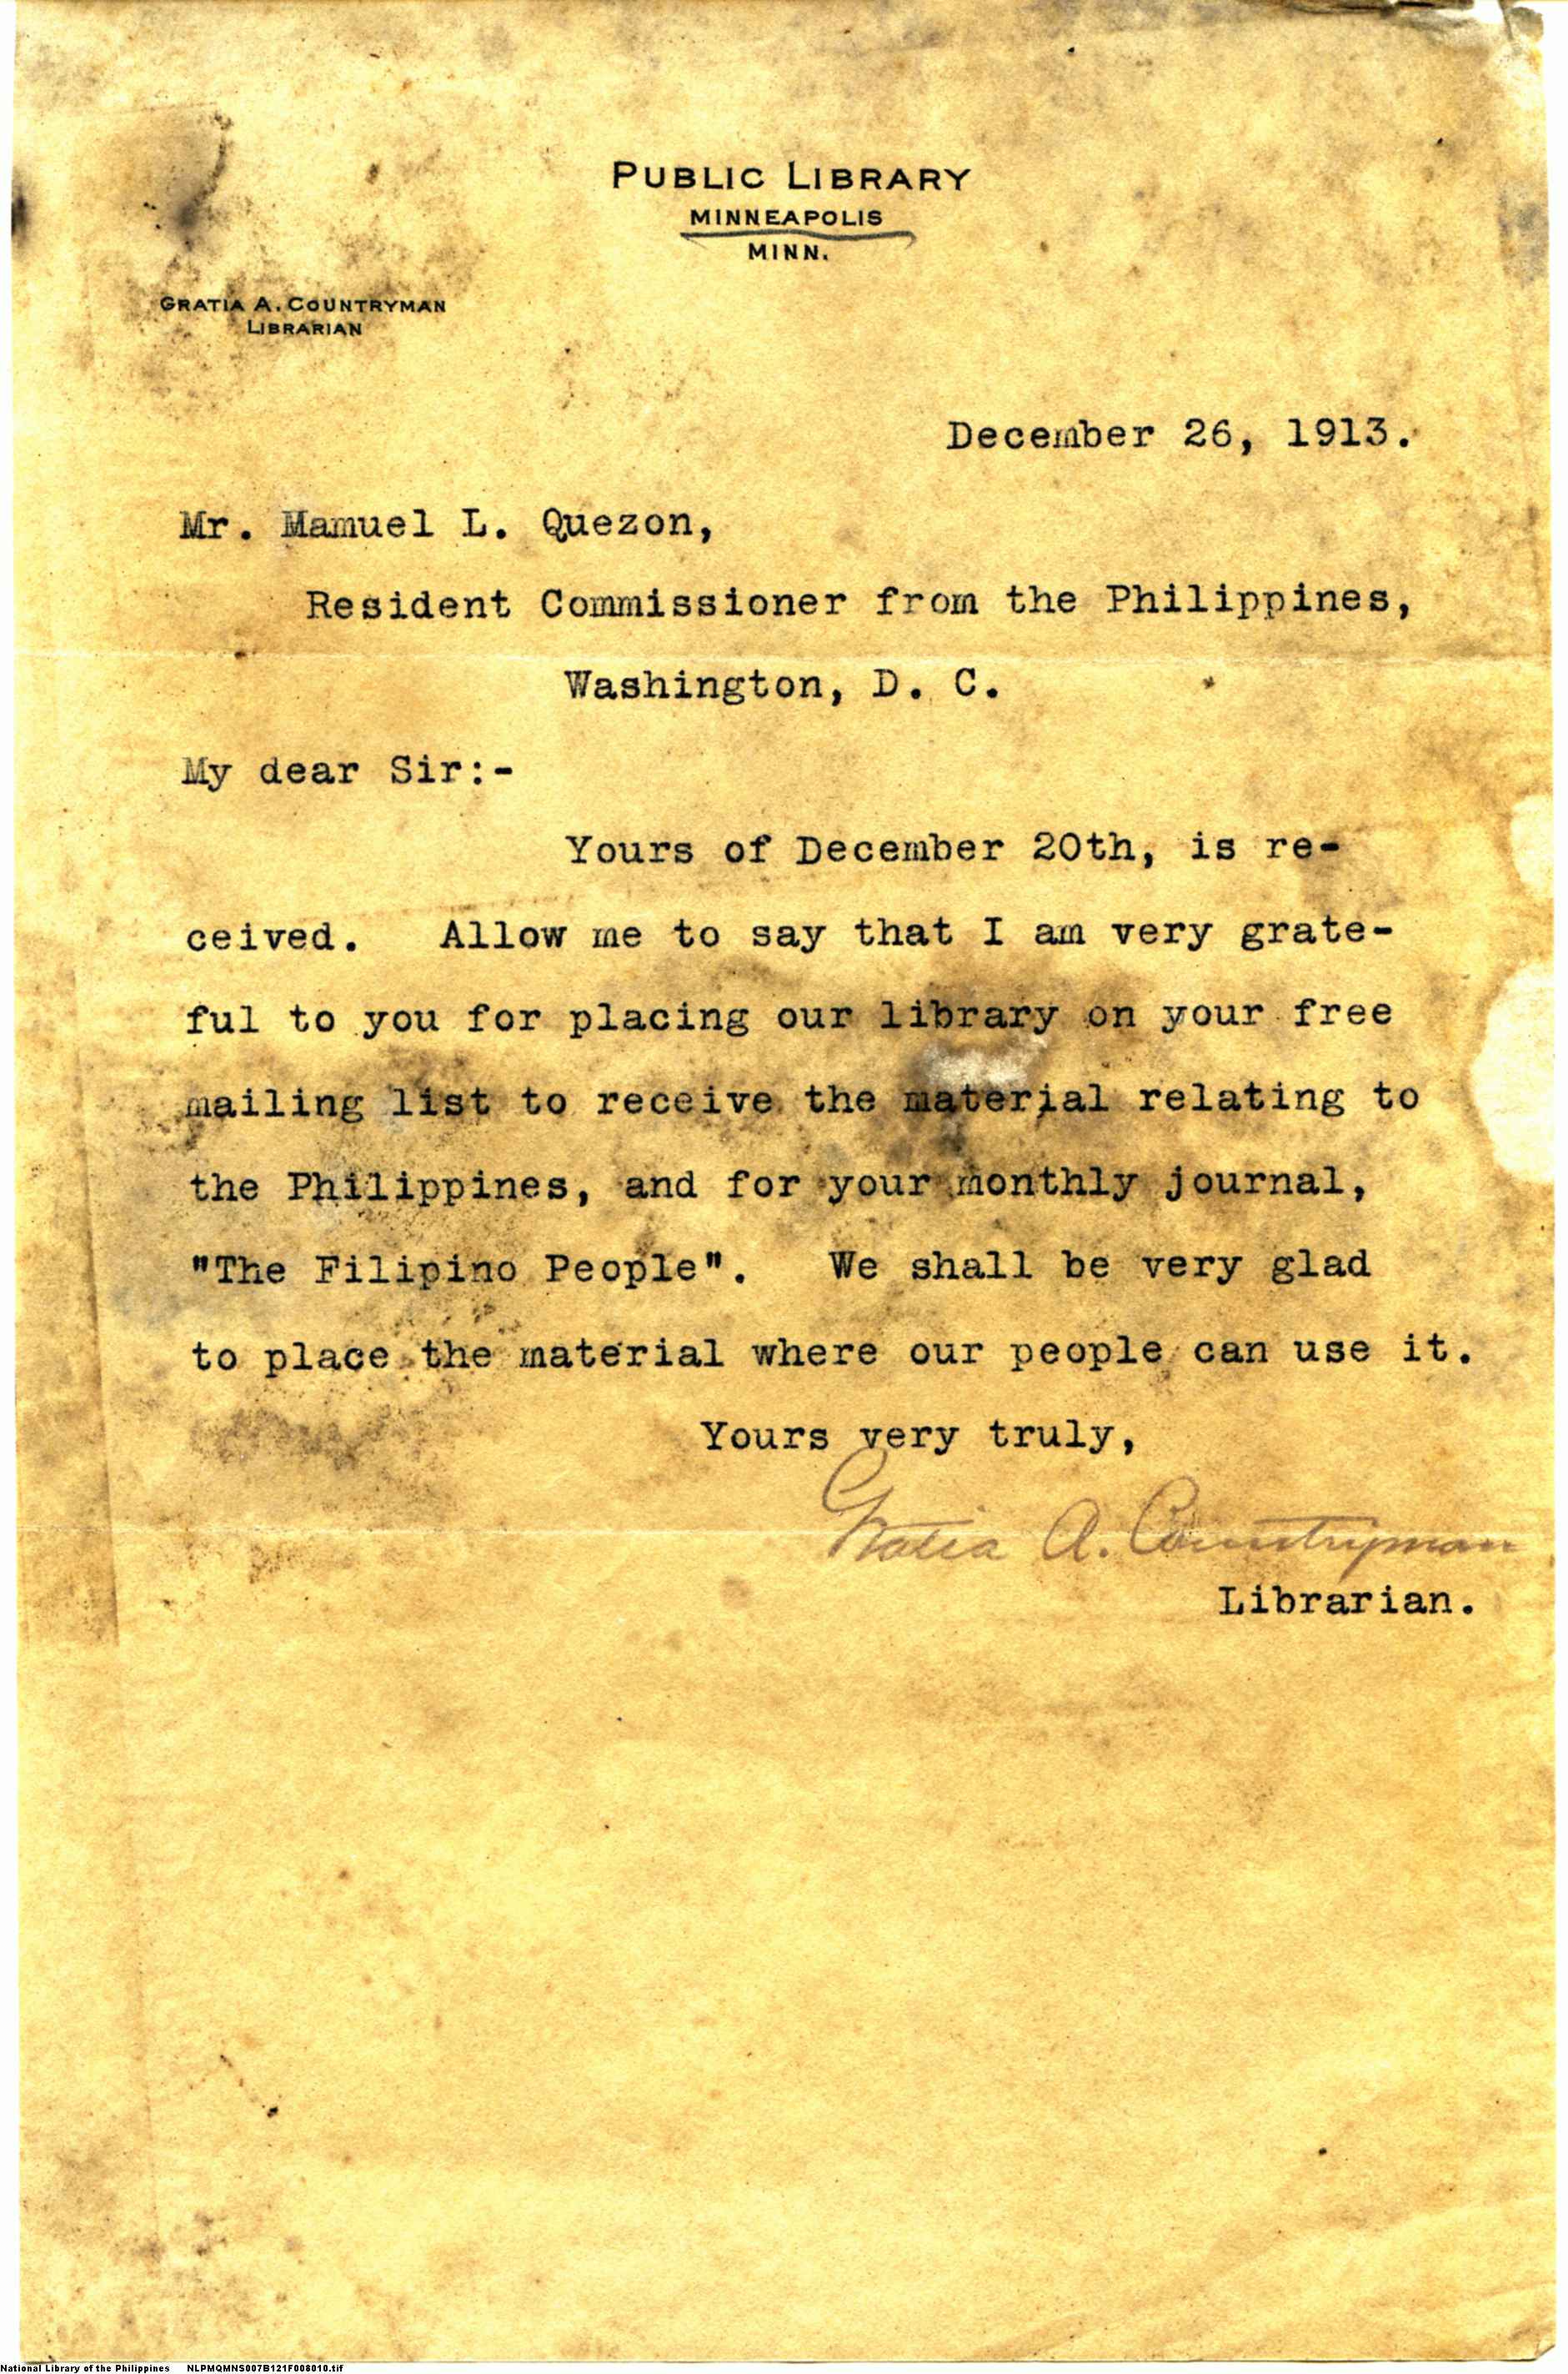 PUBLIC LIBRARY
MINNEAPOLIS
MINN.
GRATIA A. COUNTRYMAN
LIBRARIAN
December 26, 1913.
Mr. Mamuel L. Quezon,
Resident Commissioner from the Philippines,
Washington, D. C.
My dear Sir:-
Yours of December 20th, is re-
ceived. Allow me to say that I am very grate-
ful to you for placing our library on your free
mailing list to receive the material relating to
the Philippines, and for your monthly journal,
"The Filipino People". We shall be very glad
to place the material where our people can use it.
Yours very truly,
Gratia A. Countryman
Librarian.
National Library of the Philippines NLPMQMNS007B121F008010.tif